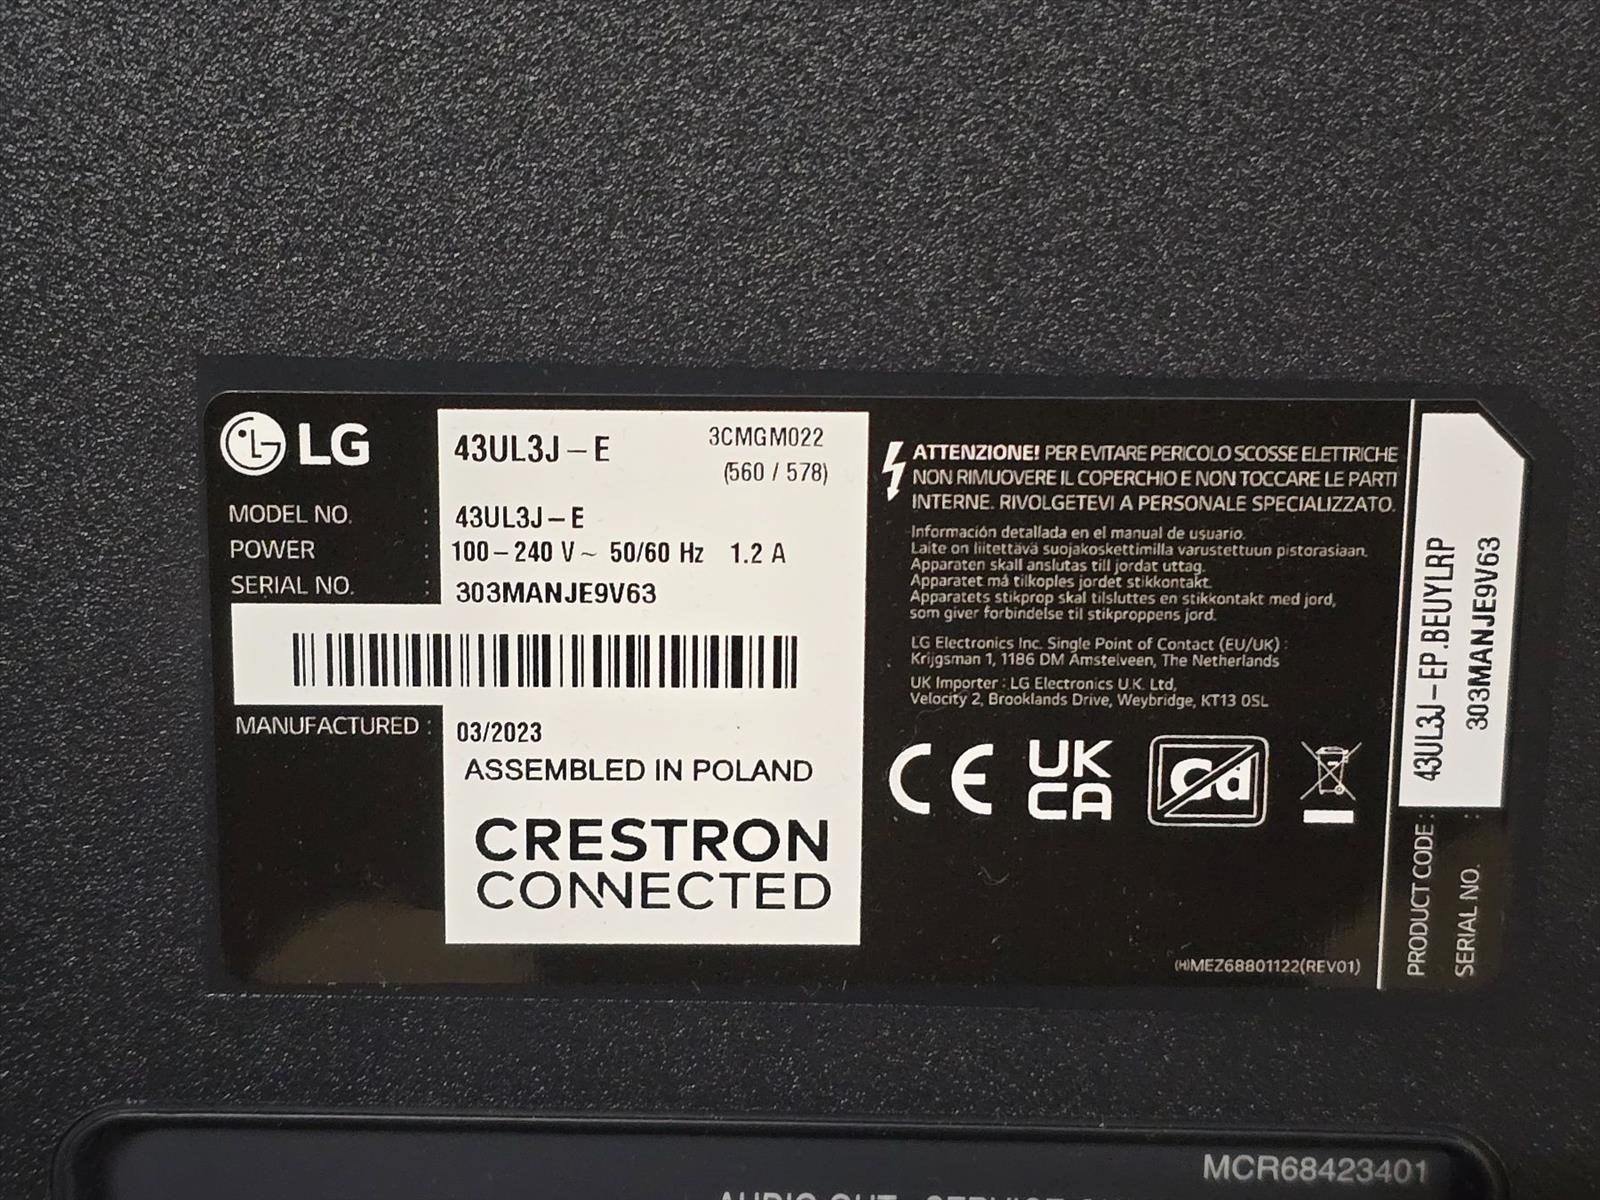 LG
43UL3J-E
3CMGM022
(560 / 578)
MODEL NO. : 43UL3J-E
POWER : 100-240 V~ 50/60 Hz 1.2 A
SERIAL NO. : 303MANJE9V63
MANUFACTURED : 03/2023
ASSEMBLED IN POLAND
CRESTRON
CONNECTED
ATTENZIONE! PER EVITARE PERICOLO SCOSSE ELETTRICHE
NON RIMUOVERE IL COPERCHIO E NON TOCCARE LE PARTI
INTERNE. RIVOLGETEVI A PERSONALE SPECIALIZZATO.
Información detallada en el manual de usuario.
Laite on liitettävä suojakoskettimilla varustettuun pistorasiaan.
Apparaten skall anslutas till jordat uttag.
Apparatet må tilkoples jordet stikkontakt.
Apparatets stikprop skal tilsluttes en stikkontakt med jord,
som giver forbindelse til stikproppens jord.
LG Electronics Inc. Single Point of Contact (EU/UK) :
Krijgsman 1, 1186 DM Amstelveen, The Netherlands
UK Importer : LG Electronics U.K. Ltd,
Velocity 2, Brooklands Drive, Weybridge, KT13 0SL
CE
UK
CA
Cd
(H)MEZ68801122(REV01)
PRODUCT CODE : 43UL3J-EP.BEUYLRP
SERIAL NO. : 303MANJE9V63
MCR68423401
AUDIO OUT